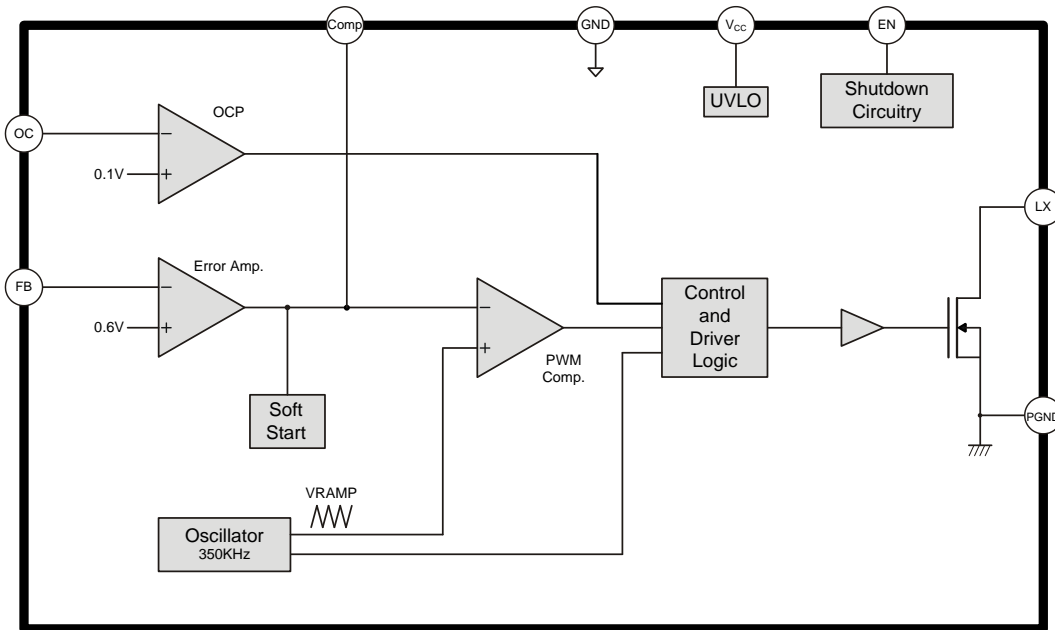 Comp
GND
VCC
EN
UVLO
Shutdown
Circuitry
OCP
OC
−
0.1V
+
LX
Error Amp.
FB
−
0.6V
+
−
+
PWM
Comp.
Control
and
Driver
Logic
Soft
Start
PGND
VRAMP
Oscillator
350KHz